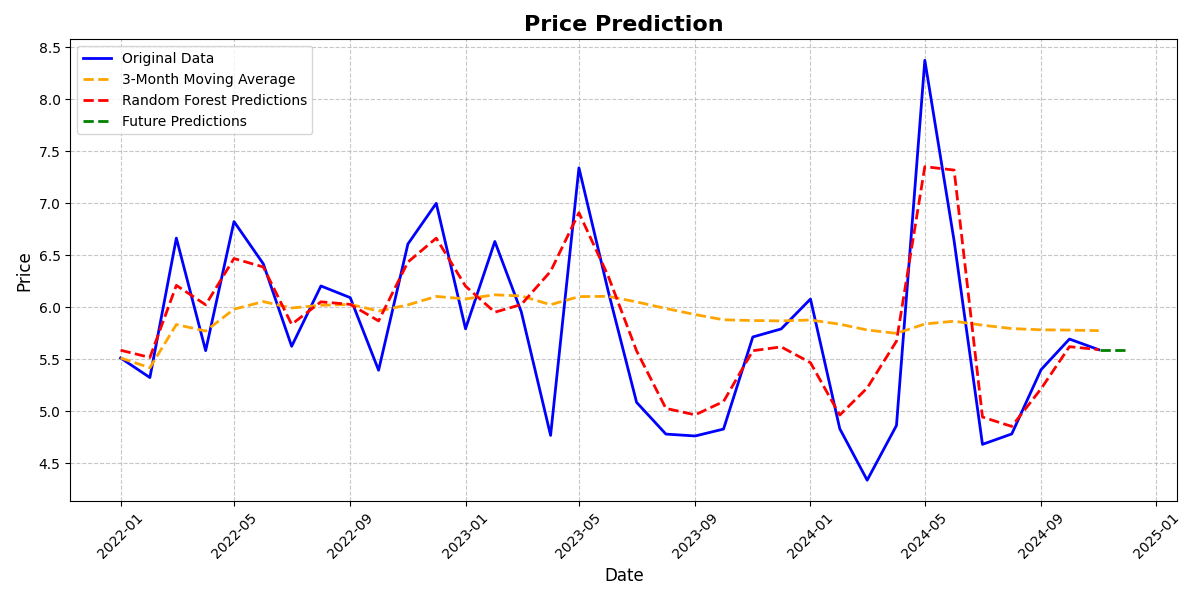 Price Prediction
Original Data
3-Month Moving Average
Random Forest Predictions
Future Predictions
Price
8.5
8.0
7.5
7.0
6.5
6.0
5.5
5.0
4.5
2022-01
2022-05
2022-09
2023-01
2023-05
2023-09
2024-01
2024-05
2024-09
2025-01
Date